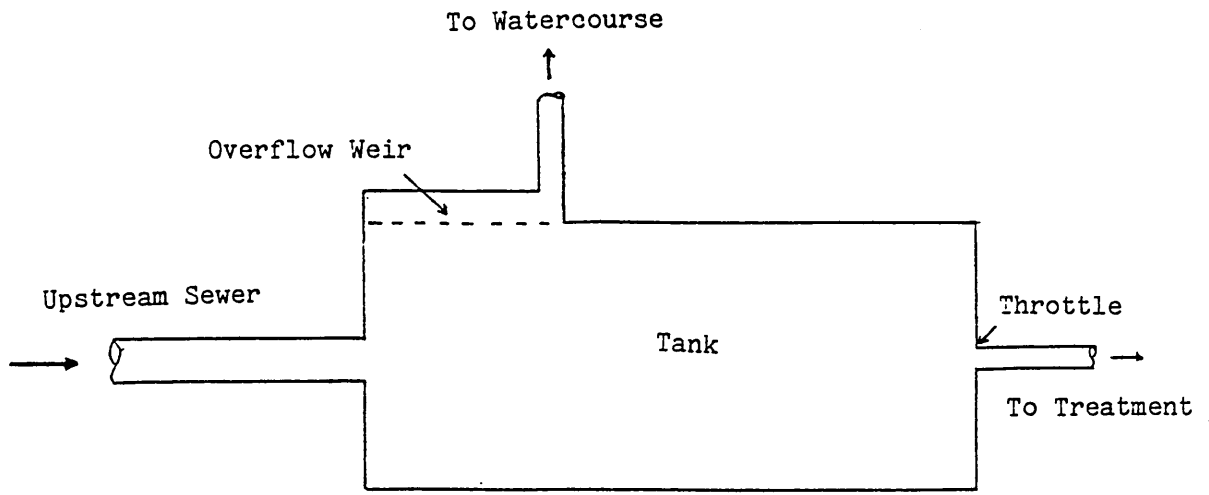 To Watercourse
Overflow Weir
Upstream Sewer
Throttle
Tank
To Treatment